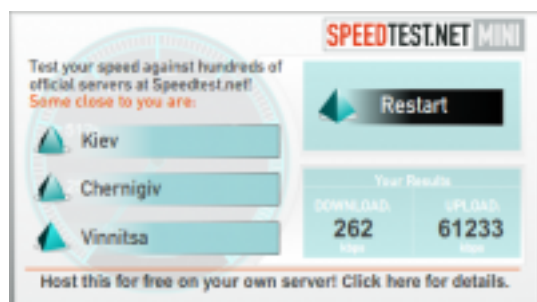 SPEEDTEST.NET MINI
Test your speed against hundreds of
official servers at Speedtest.net!
Some close to you are:
Kiev
Chernigiv
Vinnitsa
Restart
Your Results
DOWNLOAD: UPLOAD:
262 61233
kbps kbps
Host this for free on your own server! Click here for details.